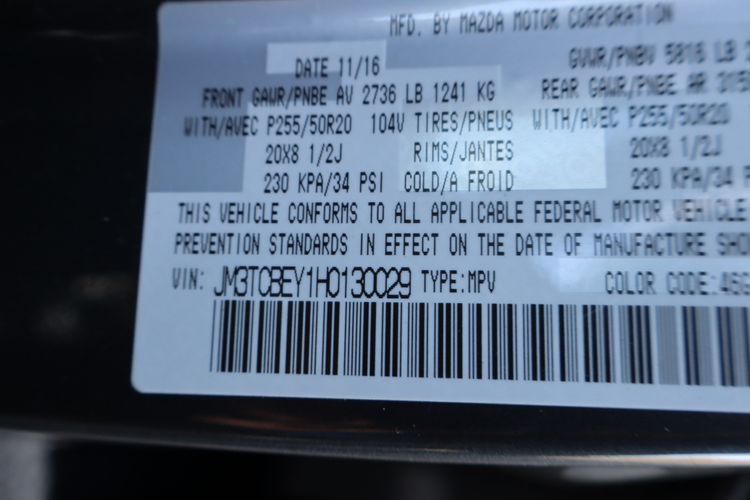 MFD. BY MAZDA MOTOR CORPORATION
DATE 11/16 GVWR/PNBV 5816 LB
FRONT GAWR/PNBE AV 2736 LB 1241 KG REAR GAWR/PNBE AR
WITH/AVEC P255/50R20 104V TIRES/PNEUS WITH/AVEC P255/50R20
20X8 1/2J RIMS/JANTES 20X8 1/2J
230 KPA/34 PSI COLD/A FROID 230 KPA/34
THIS VEHICLE CONFORMS TO ALL APPLICABLE FEDERAL MOTOR VEHICLE
PREVENTION STANDARDS IN EFFECT ON THE DATE OF MANUFACTURE
VIN: JM3TCBEY1H0130029 TYPE:MPV COLOR CODE: